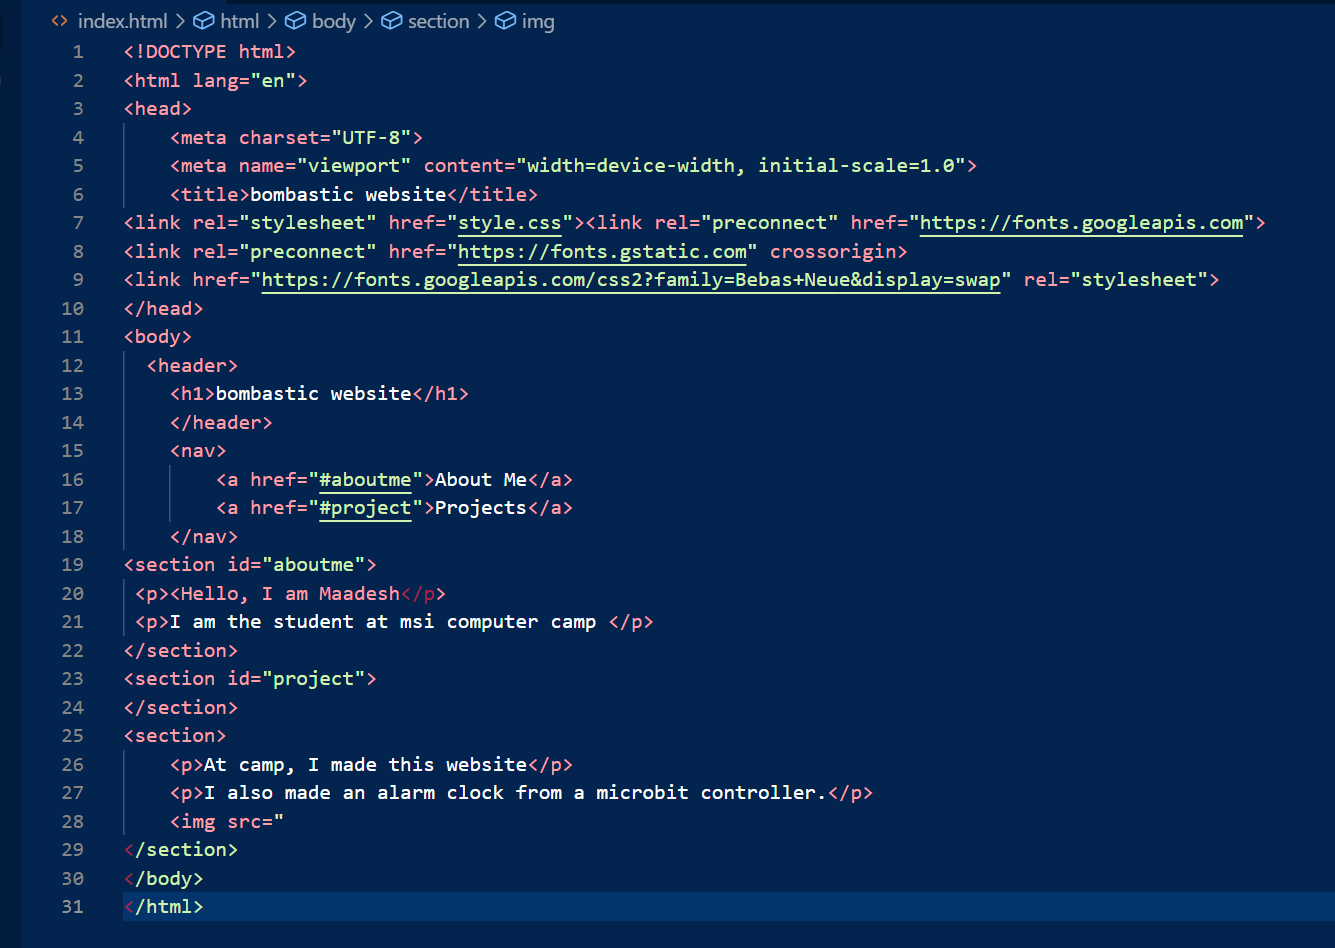 index.html > html > body > section > img
1 <!DOCTYPE html>
2 <html lang="en">
3 <head>
4     <meta charset="UTF-8">
5     <meta name="viewport" content="width=device-width, initial-scale=1.0">
6     <title>bombastic website</title>
7 <link rel="stylesheet" href="style.css"><link rel="preconnect" href="https://fonts.googleapis.com">
8 <link rel="preconnect" href="https://fonts.gstatic.com" crossorigin>
9 <link href="https://fonts.googleapis.com/css2?family=Bebas+Neue&display=swap" rel="stylesheet">
10 </head>
11 <body>
12   <header>
13     <h1>bombastic website</h1>
14     </header>
15     <nav>
16         <a href="#aboutme">About Me</a>
17         <a href="#project">Projects</a>
18     </nav>
19 <section id="aboutme">
20  <p><Hello, I am Maadesh</p>
21  <p>I am the student at msi computer camp </p>
22 </section>
23 <section id="project">
24 </section>
25 <section>
26     <p>At camp, I made this website</p>
27     <p>I also made an alarm clock from a microbit controller.</p>
28     <img src="
29 </section>
30 </body>
31 </html>